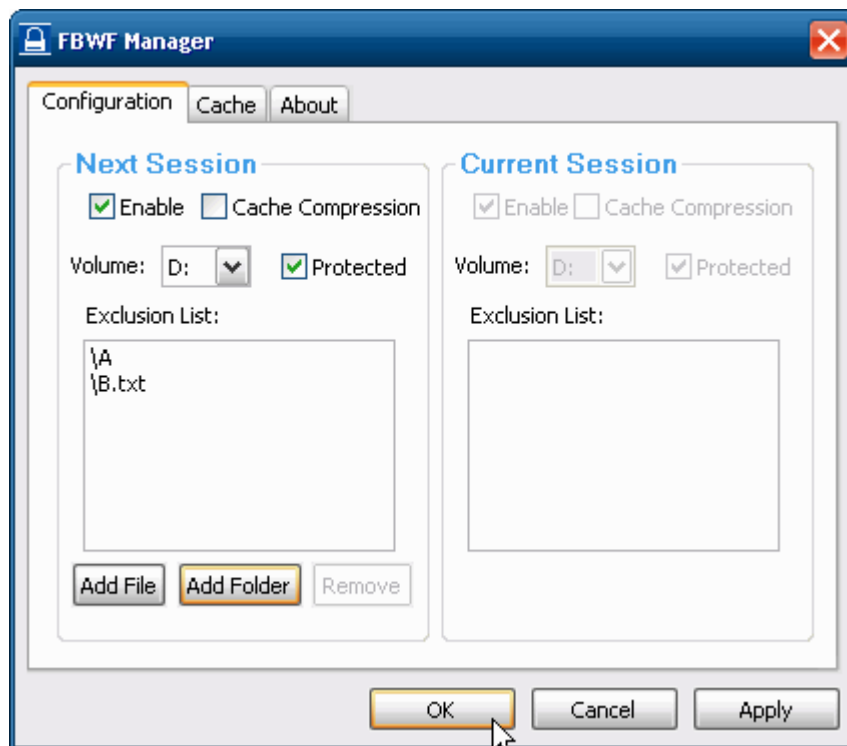 FBWF Manager
Configuration Cache About
Next Session
Enable Cache Compression
Volume: D: Protected
Exclusion List:
\A
\B.txt
Add File Add Folder Remove
Current Session
Enable Cache Compression
Volume: D: Protected
Exclusion List:
OK Cancel Apply